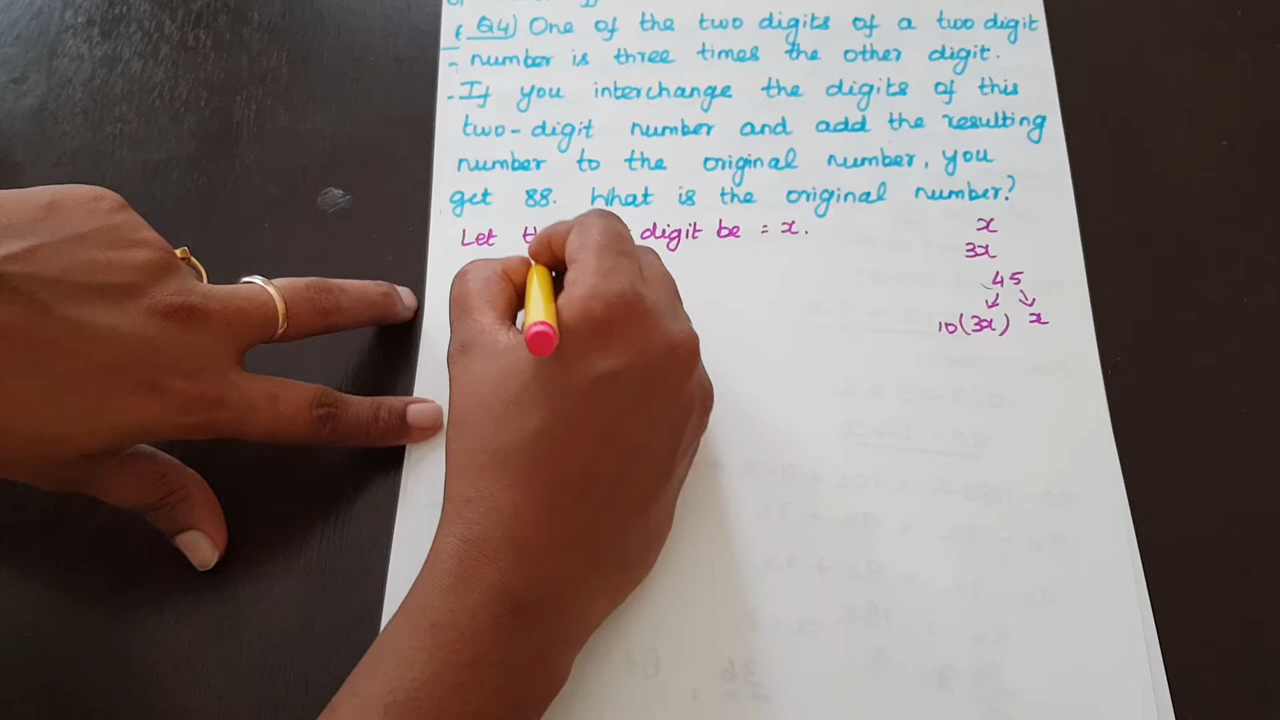 Q4) One of the two digits of a two digit
number is three times the other digit.
If you interchange the digits of this
two-digit number and add the resulting
number to the original number, you
get 88. What is the original number?
Let digit be = x.
x
3x
45
10(3x) x